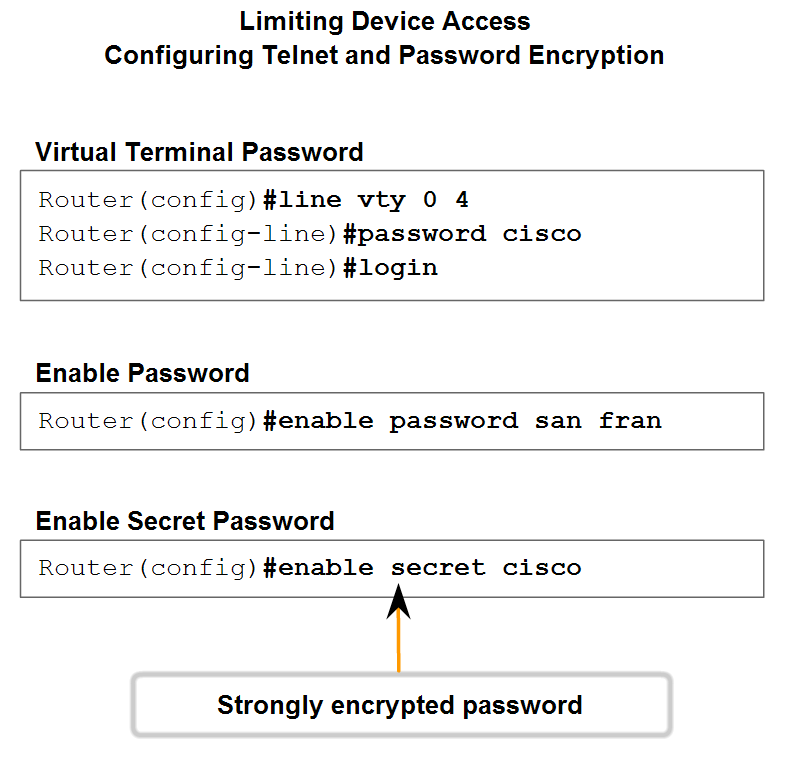 Limiting Device Access
Configuring Telnet and Password Encryption
Virtual Terminal Password
Router(config)#line vty 0 4
Router(config-line)#password cisco
Router(config-line)#login
Enable Password
Router(config)#enable password san fran
Enable Secret Password
Router(config)#enable secret cisco
Strongly encrypted password